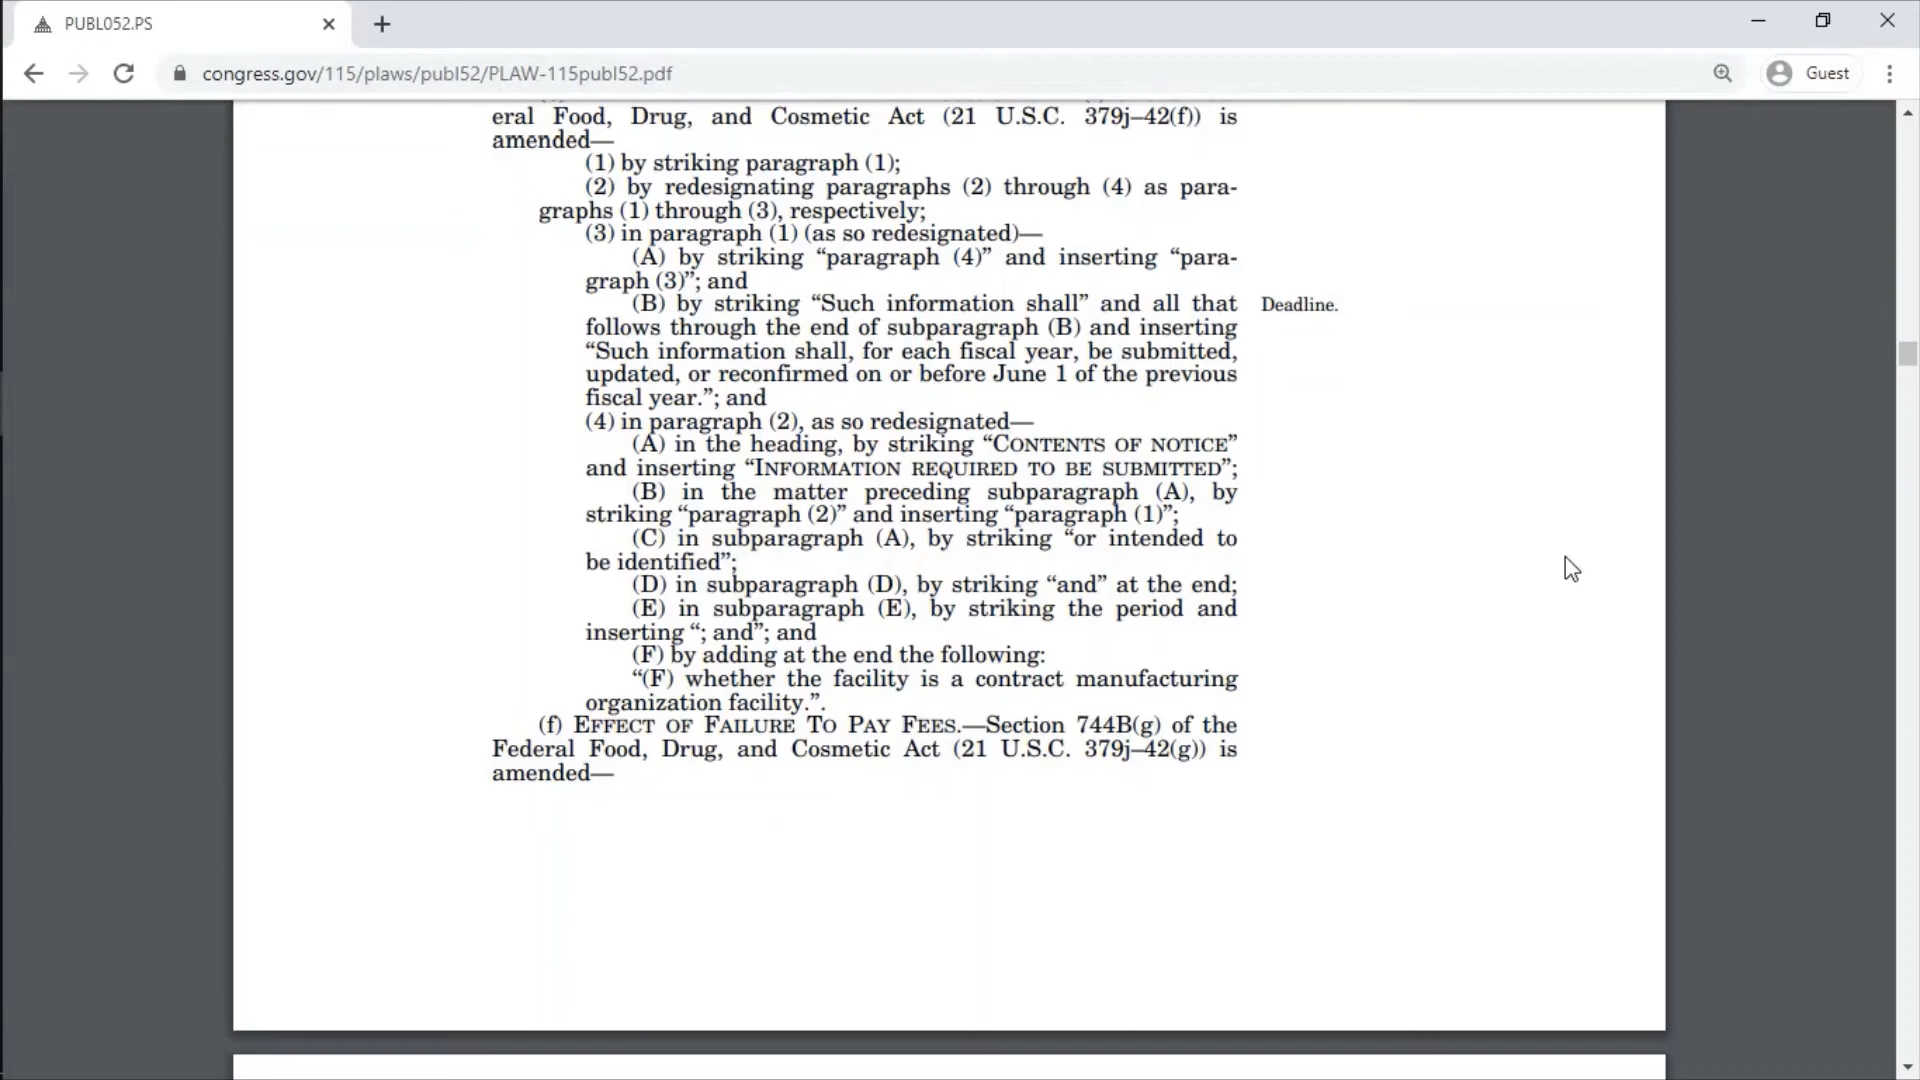 PUBL052.PS
congress.gov/115/plaws/publ52/PLAW-115publ52.pdf
Guest
eral Food, Drug, and Cosmetic Act (21 U.S.C. 379j–42(f)) is
amended—
(1) by striking paragraph (1);
(2) by redesignating paragraphs (2) through (4) as para-
graphs (1) through (3), respectively;
(3) in paragraph (1) (as so redesignated)—
(A) by striking “paragraph (4)” and inserting “para-
graph (3)”; and
(B) by striking “Such information shall” and all that
Deadline.
follows through the end of subparagraph (B) and inserting
“Such information shall, for each fiscal year, be submitted,
updated, or reconfirmed on or before June 1 of the previous
fiscal year.”; and
(4) in paragraph (2), as so redesignated—
(A) in the heading, by striking “CONTENTS OF NOTICE”
and inserting “INFORMATION REQUIRED TO BE SUBMITTED”;
(B) in the matter preceding subparagraph (A), by
striking “paragraph (2)” and inserting “paragraph (1)”;
(C) in subparagraph (A), by striking “or intended to
be identified”;
(D) in subparagraph (D), by striking “and” at the end;
(E) in subparagraph (E), by striking the period and
inserting “; and”; and
(F) by adding at the end the following:
“(F) whether the facility is a contract manufacturing
organization facility.”.
(f) EFFECT OF FAILURE TO PAY FEES.—Section 744B(g) of the
Federal Food, Drug, and Cosmetic Act (21 U.S.C. 379j–42(g)) is
amended—